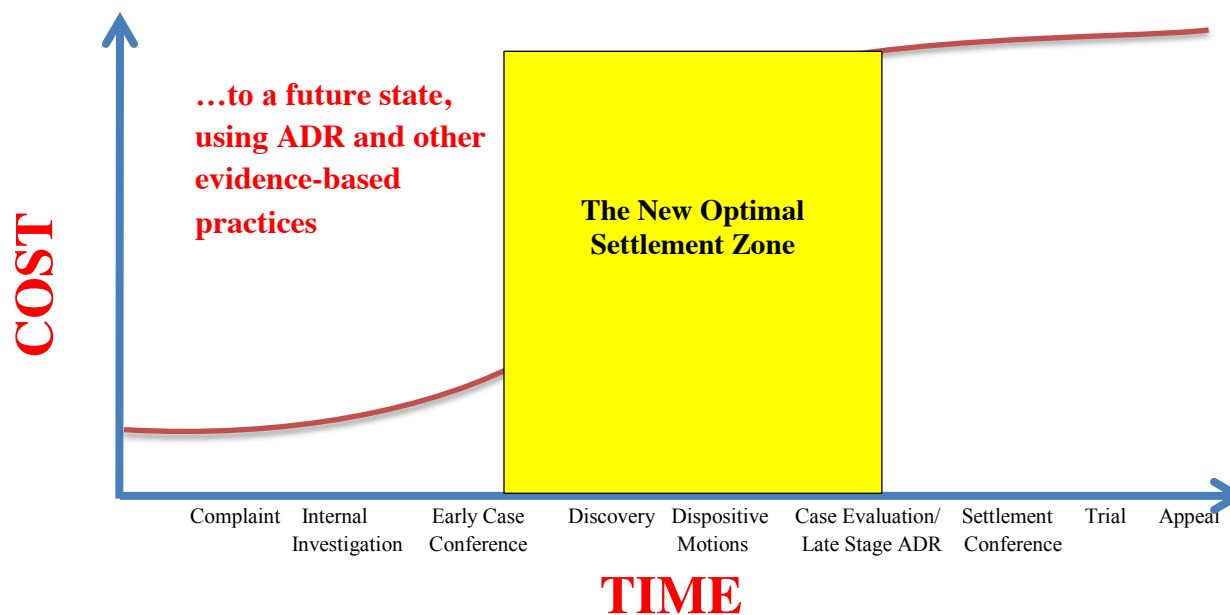 …to a future state,
using ADR and other
evidence-based
practices
The New Optimal
Settlement Zone
COST
Complaint Internal Early Case Discovery Dispositive Case Evaluation/ Settlement Trial Appeal
Investigation Conference Motions Late Stage ADR Conference
TIME